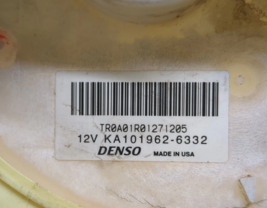 TR0A01R01271205
12V KA101962-6332
DENSO MADE IN USA